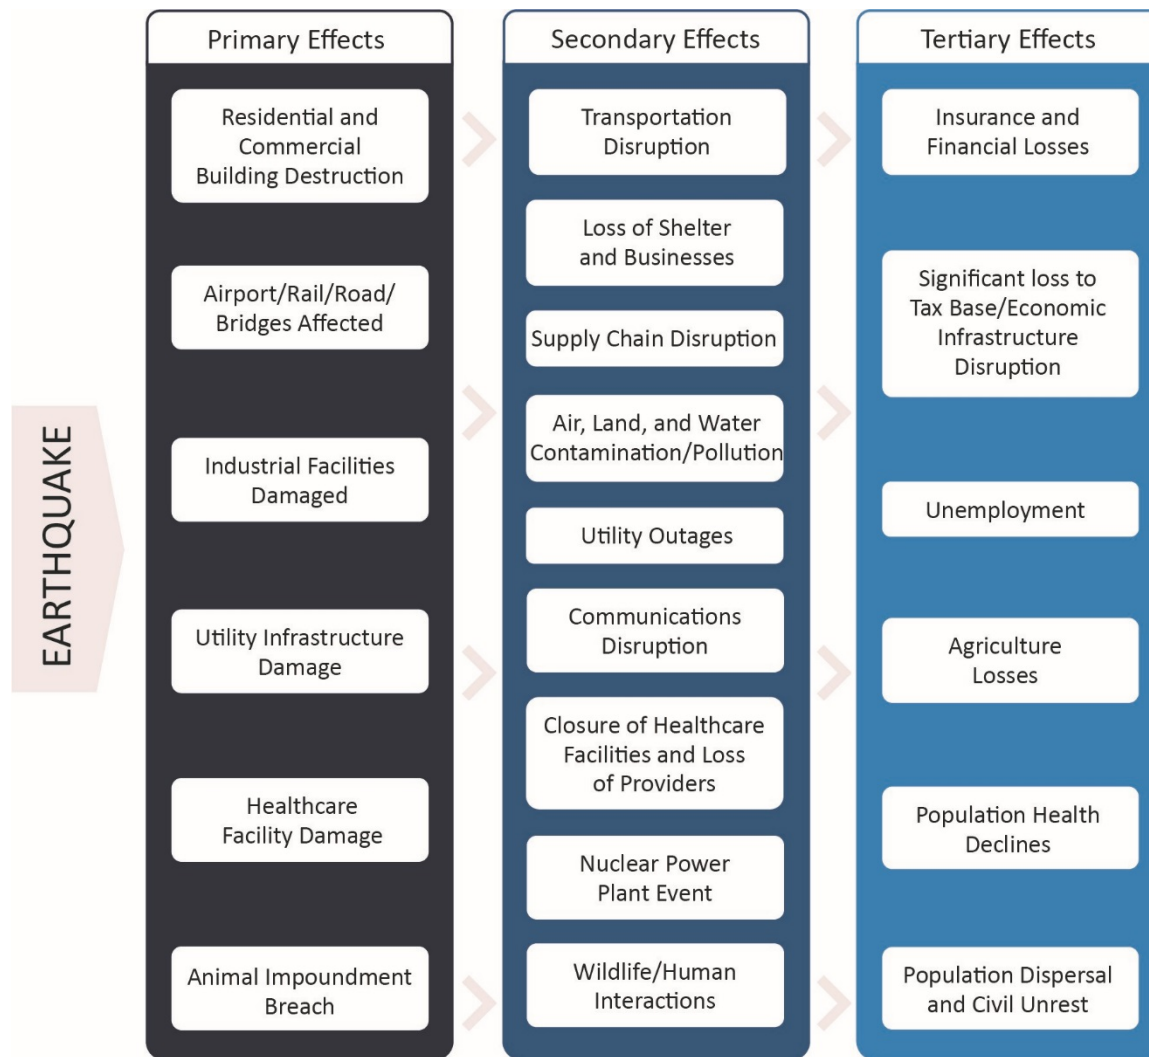 EARTHQUAKE
Primary Effects
Residential and
Commercial
Building Destruction
Airport/Rail/Road/
Bridges Affected
Industrial Facilities
Damaged
Utility Infrastructure
Damage
Healthcare
Facility Damage
Animal Impoundment
Breach
Secondary Effects
Transportation
Disruption
Loss of Shelter
and Businesses
Supply Chain Disruption
Air, Land, and Water
Contamination/Pollution
Utility Outages
Communications
Disruption
Closure of Healthcare
Facilities and Loss
of Providers
Nuclear Power
Plant Event
Wildlife/Human
Interactions
Tertiary Effects
Insurance and
Financial Losses
Significant loss to
Tax Base/Economic
Infrastructure
Disruption
Unemployment
Agriculture
Losses
Population Health
Declines
Population Dispersal
and Civil Unrest